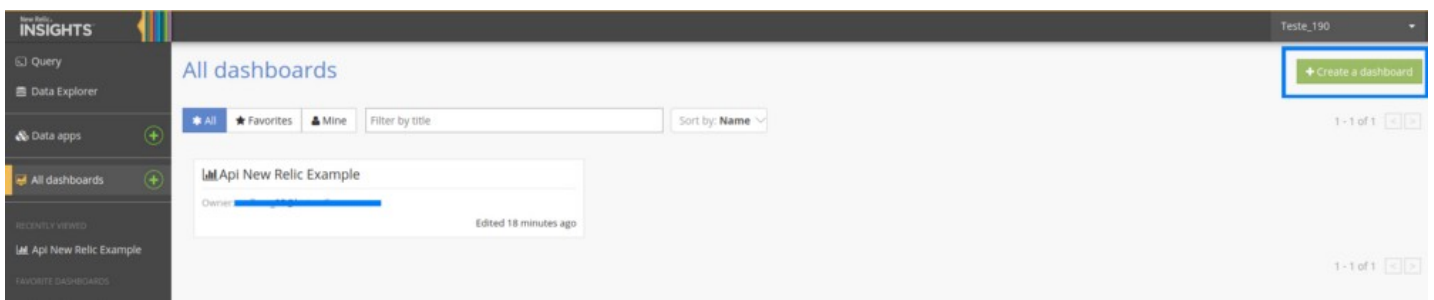 New Relic.
INSIGHTS
Teste_190
Query
Data Explorer
Data apps
All dashboards
RECENTLY VIEWED
Api New Relic Example
FAVORITE DASHBOARDS
All dashboards
+ Create a dashboard
All Favorites Mine Filter by title Sort by: Name
1 - 1 of 1 < >
Api New Relic Example
Owner
Edited 18 minutes ago
1 - 1 of 1 < >